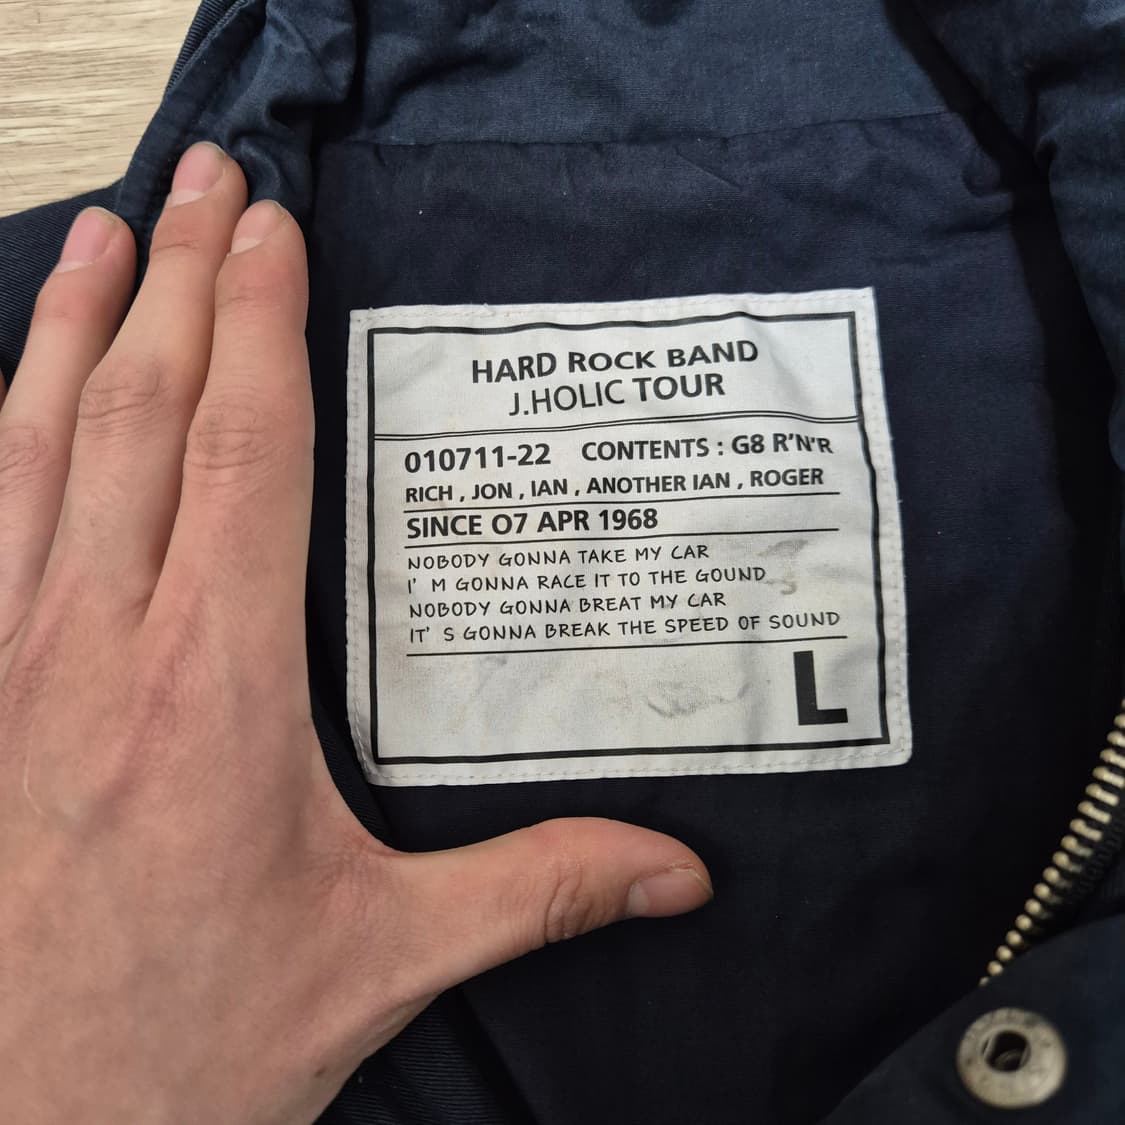 HARD ROCK BAND
J.HOLIC TOUR
010711-22 CONTENTS : G8 R'N'R
RICH , JON , IAN , ANOTHER IAN , ROGER
SINCE 07 APR 1968
NOBODY GONNA TAKE MY CAR
I' M GONNA RACE IT TO THE GOUND
NOBODY GONNA BREAT MY CAR
IT' S GONNA BREAK THE SPEED OF SOUND
L